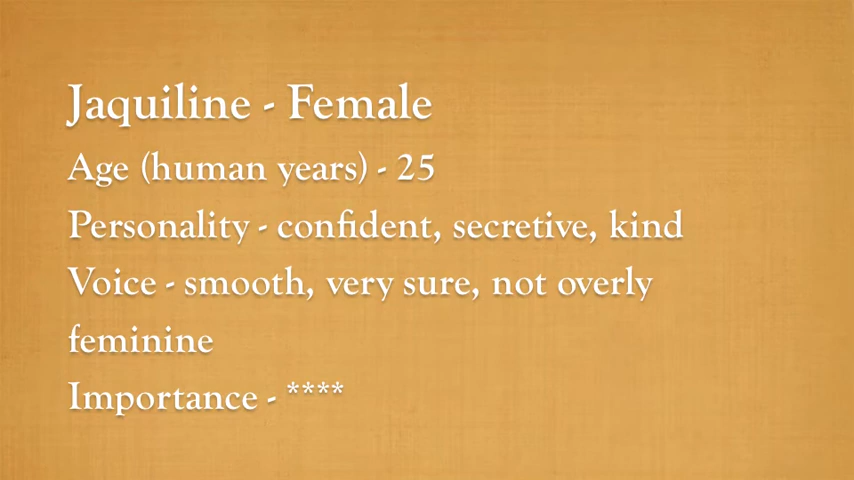 Jaquiline - Female
Age (human years) - 25
Personality - confident, secretive, kind
Voice - smooth, very sure, not overly
feminine
Importance - ****